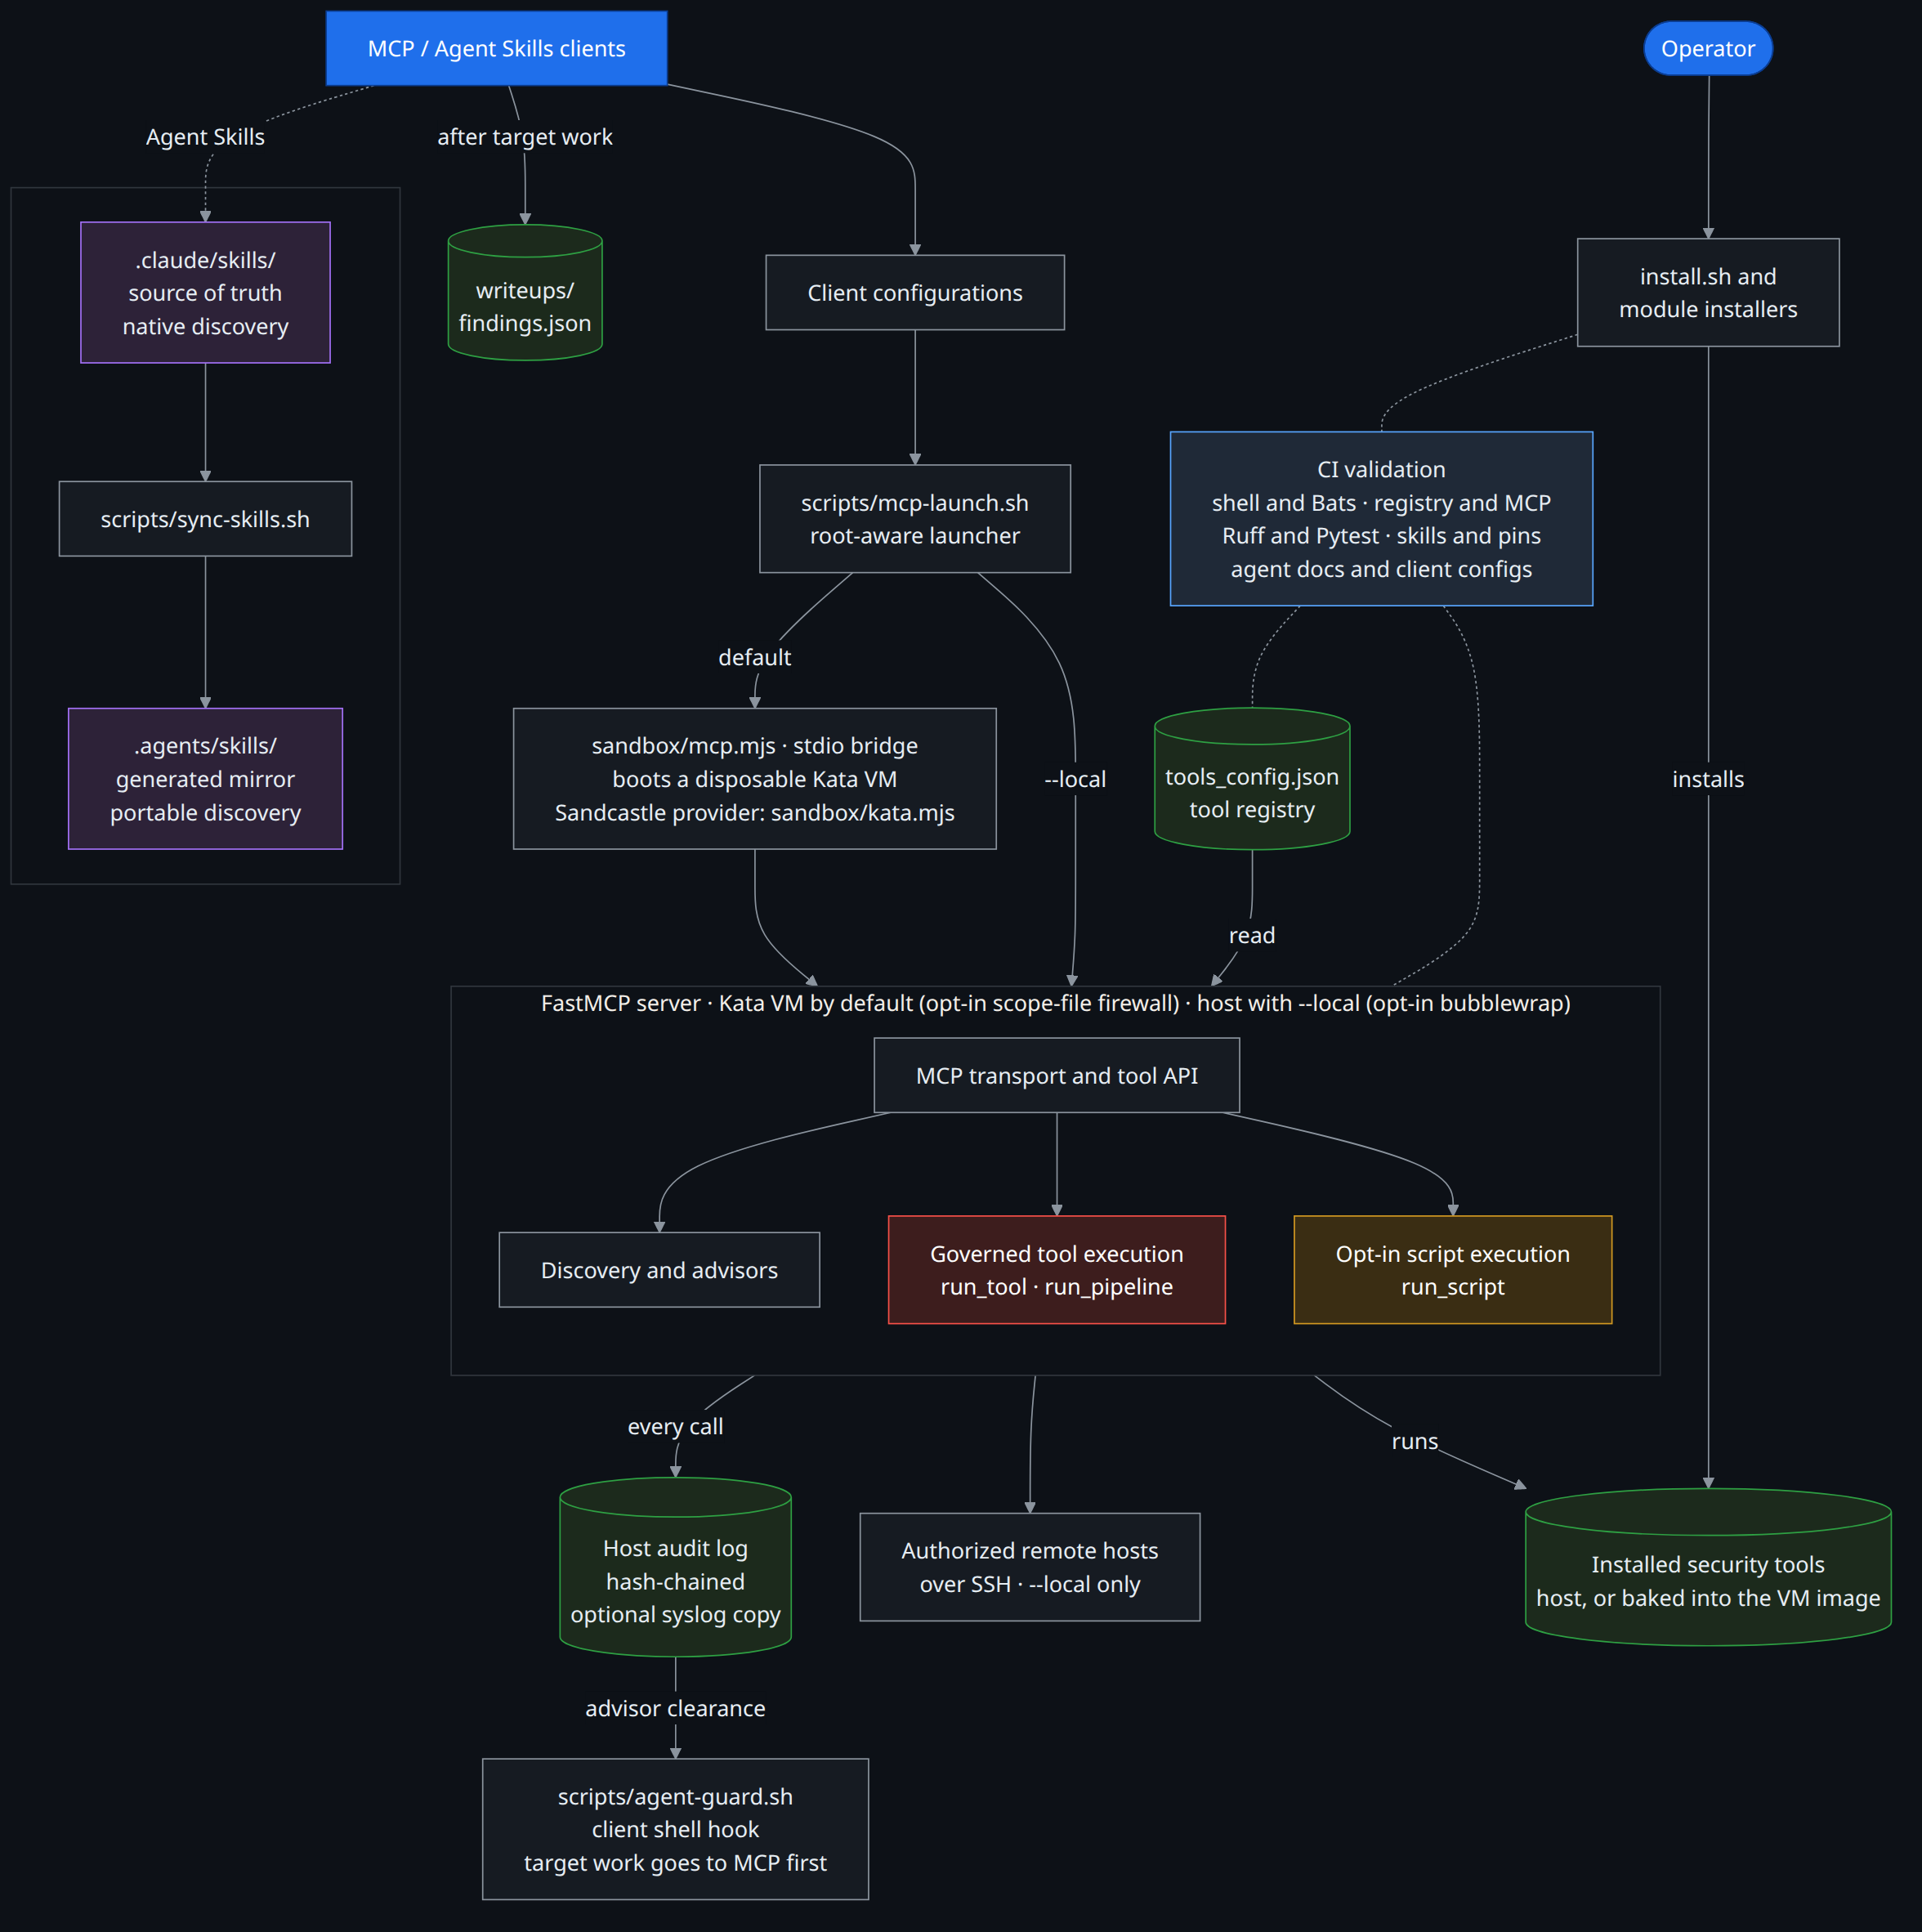 MCP / Agent Skills clients
Operator
Agent Skills
after target work
.claude/skills/
source of truth
native discovery
writeups/
findings.json
Client configurations
install.sh and
module installers
scripts/sync-skills.sh
scripts/mcp-launch.sh
root-aware launcher
CI validation
shell and Bats · registry and MCP
Ruff and Pytest · skills and pins
agent docs and client configs
default
.agents/skills/
generated mirror
portable discovery
sandbox/mcp.mjs · stdio bridge
boots a disposable Kata VM
Sandcastle provider: sandbox/kata.mjs
--local
tools_config.json
tool registry
installs
read
FastMCP server · Kata VM by default (opt-in scope-file firewall) · host with --local (opt-in bubblewrap)
MCP transport and tool API
Discovery and advisors
Governed tool execution
run_tool · run_pipeline
Opt-in script execution
run_script
every call
runs
Host audit log
hash-chained
optional syslog copy
Authorized remote hosts
over SSH · --local only
Installed security tools
host, or baked into the VM image
advisor clearance
scripts/agent-guard.sh
client shell hook
target work goes to MCP first